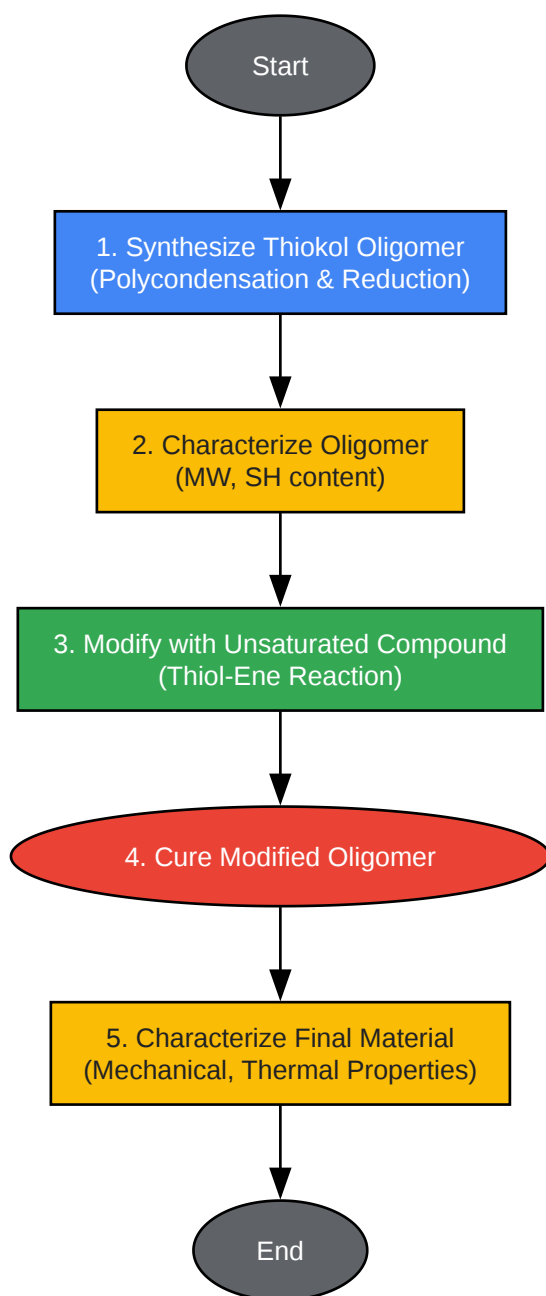 Start
1. Synthesize Thiokol Oligomer
(Polycondensation & Reduction)
2. Characterize Oligomer
(MW, SH content)
3. Modify with Unsaturated Compound
(Thiol-Ene Reaction)
4. Cure Modified Oligomer
5. Characterize Final Material
(Mechanical, Thermal Properties)
End